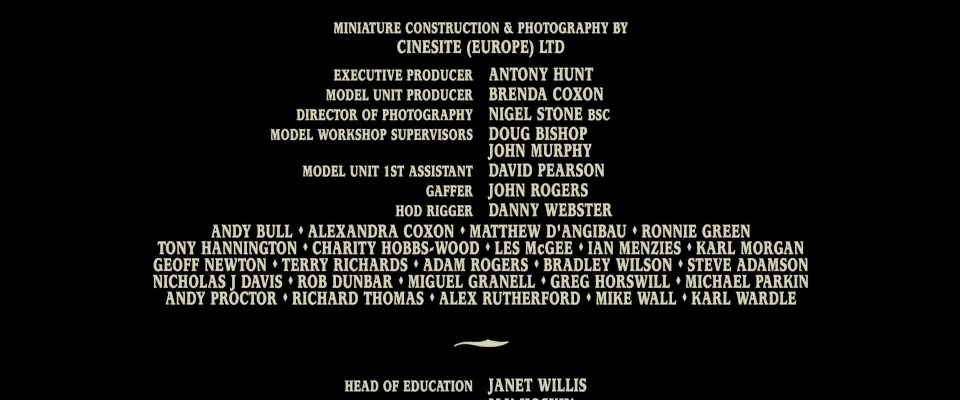 MINIATURE CONSTRUCTION & PHOTOGRAPHY BY
CINESITE (EUROPE) LTD
EXECUTIVE PRODUCER ANTONY HUNT
MODEL UNIT PRODUCER BRENDA COXON
DIRECTOR OF PHOTOGRAPHY NIGEL STONE BSC
MODEL WORKSHOP SUPERVISORS DOUG BISHOP
JOHN MURPHY
MODEL UNIT 1ST ASSISTANT DAVID PEARSON
GAFFER JOHN ROGERS
HOD RIGGER DANNY WEBSTER
ANDY BULL ♦ ALEXANDRA COXON ♦ MATTHEW D'ANGIBAU ♦ RONNIE GREEN
TONY HANNINGTON ♦ CHARITY HOBBS-WOOD ♦ LES McGEE ♦ IAN MENZIES ♦ KARL MORGAN
GEOFF NEWTON ♦ TERRY RICHARDS ♦ ADAM ROGERS ♦ BRADLEY WILSON ♦ STEVE ADAMSON
NICHOLAS J DAVIS ♦ ROB DUNBAR ♦ MIGUEL GRANELL ♦ GREG HORSWILL ♦ MICHAEL PARKIN
ANDY PROCTOR ♦ RICHARD THOMAS ♦ ALEX RUTHERFORD ♦ MIKE WALL ♦ KARL WARDLE
HEAD OF EDUCATION JANET WILLIS